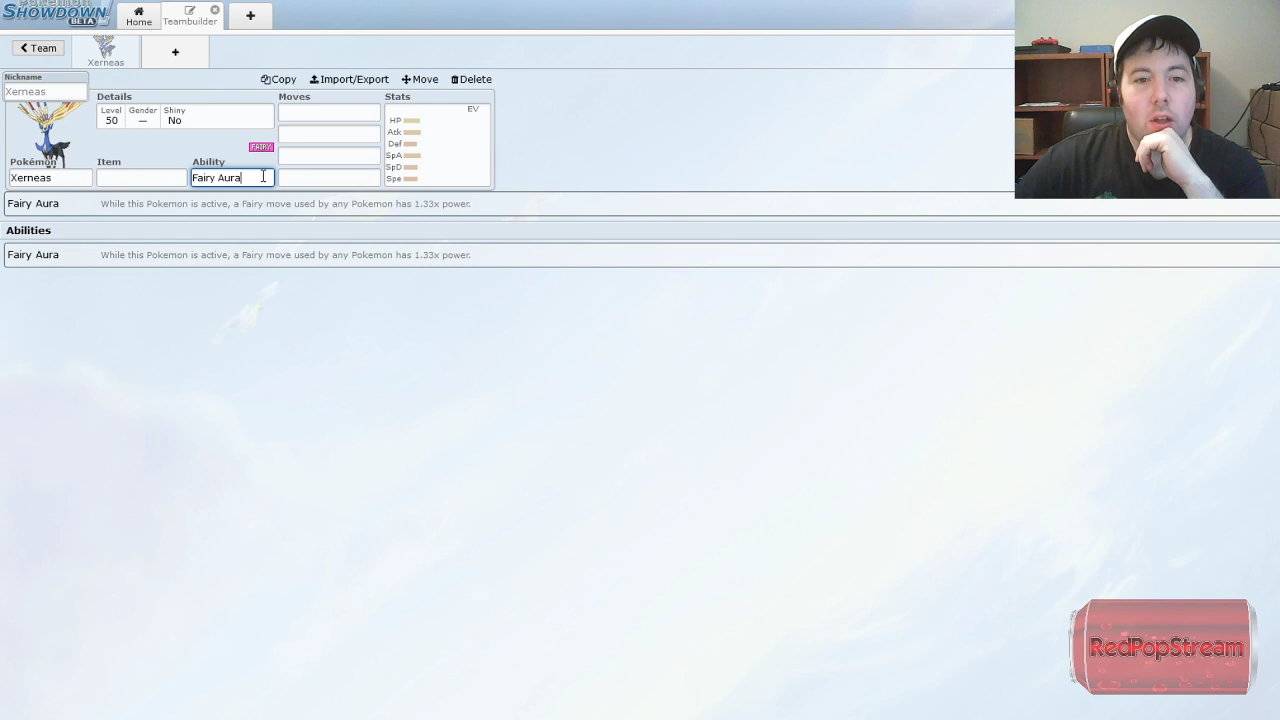 Pokémon
SHOWDOWN
BETA
Home
Teambuilder
+
Team
Xerneas
+
Nickname
Xerneas
Copy
Import/Export
Move
Delete
Details
Moves
Stats
Level
Gender
Shiny
50
—
No
EV
HP
Atk
Def
SpA
SpD
Spe
FAIRY
Pokémon
Item
Ability
Xerneas
Fairy Aura
Fairy Aura While this Pokemon is active, a Fairy move used by any Pokemon has 1.33x power.
Abilities
Fairy Aura While this Pokemon is active, a Fairy move used by any Pokemon has 1.33x power.
RedPopStream